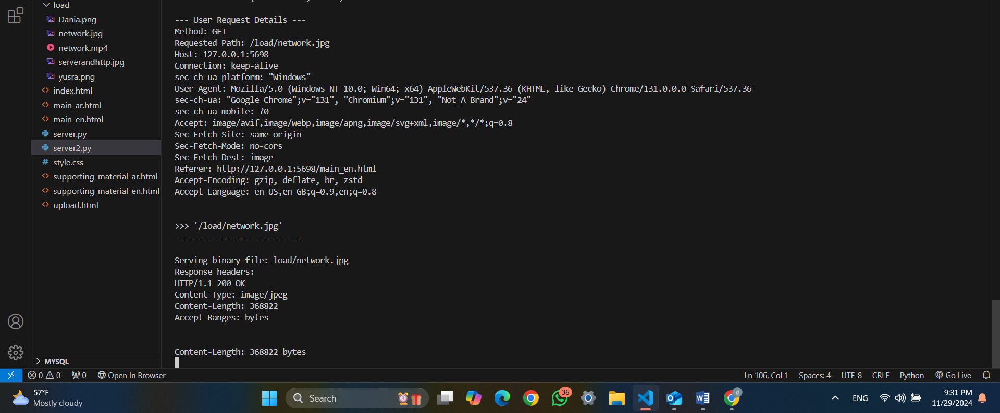 load
Dania.png
network.jpg
network.mp4
serverandhttp.jpg
yusra.png
index.html
main_ar.html
main_en.html
server.py
server2.py
# style.css
supporting_material_ar.html
supporting_material_en.html
upload.html
MYSQL
--- User Request Details ---
Method: GET
Requested Path: /load/network.jpg
Host: 127.0.0.1:5698
Connection: keep-alive
sec-ch-ua-platform: "Windows"
User-Agent: Mozilla/5.0 (Windows NT 10.0; Win64; x64) AppleWebKit/537.36 (KHTML, like Gecko) Chrome/131.0.0.0 Safari/537.36
sec-ch-ua: "Google Chrome";v="131", "Chromium";v="131", "Not_A Brand";v="24"
sec-ch-ua-mobile: ?0
Accept: image/avif,image/webp,image/apng,image/svg+xml,image/*,*/*;q=0.8
Sec-Fetch-Site: same-origin
Sec-Fetch-Mode: no-cors
Sec-Fetch-Dest: image
Referer: http://127.0.0.1:5698/main_en.html
Accept-Encoding: gzip, deflate, br, zstd
Accept-Language: en-US,en-GB;q=0.9,en;q=0.8
>>> '/load/network.jpg'
---------------------------
Serving binary file: load/network.jpg
Response headers:
HTTP/1.1 200 OK
Content-Type: image/jpeg
Content-Length: 368822
Accept-Ranges: bytes
Content-Length: 368822 bytes
0 0 0 Open In Browser Ln 106, Col 1 Spaces: 4 UTF-8 CRLF Python Go Live
57°F
Mostly cloudy
Search
36
d
ENG
9:31 PM
11/29/2024